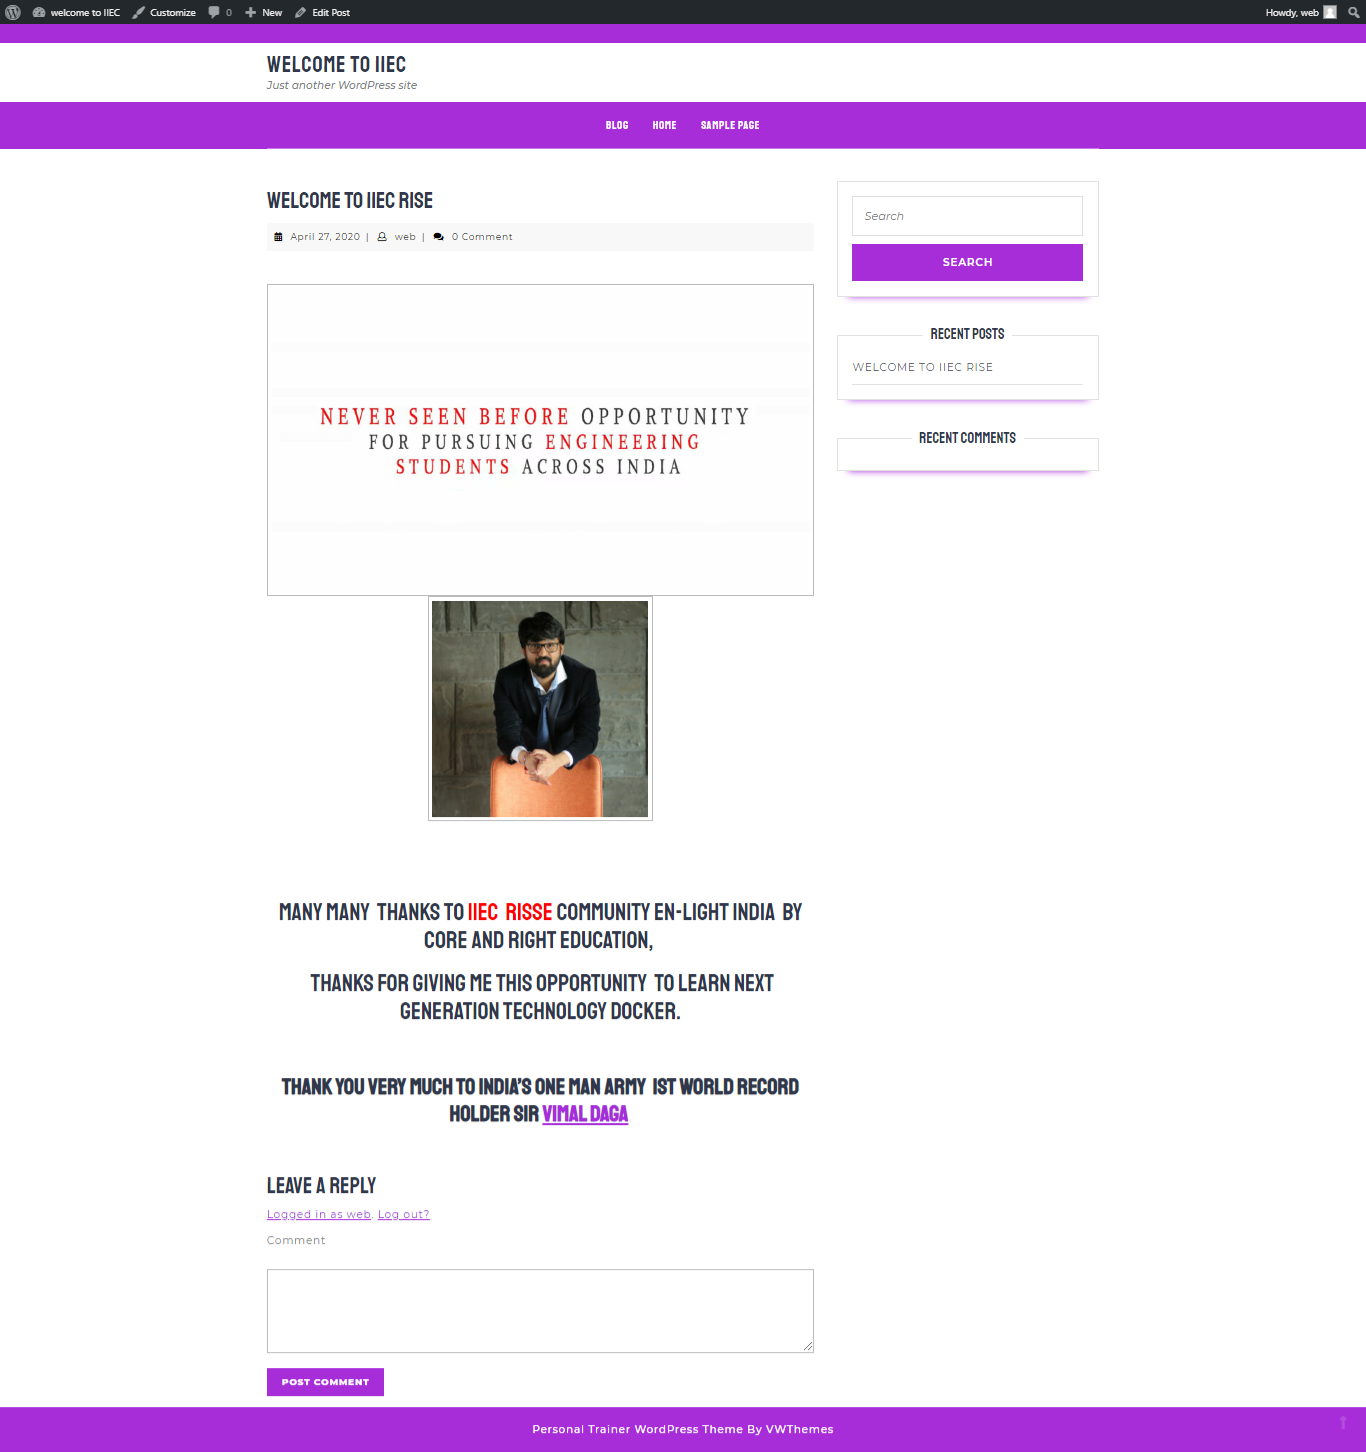 welcome to IIEC Customize 0 New Edit Post Howdy, web
WELCOME TO IIEC
Just another WordPress site
BLOG HOME SAMPLE PAGE
WELCOME TO IIEC RISE
April 27, 2020 | web | 0 Comment
NEVER SEEN BEFORE OPPORTUNITY
FOR PURSUING ENGINEERING
STUDENTS ACROSS INDIA
MANY MANY THANKS TO IIEC RISSE COMMUNITY EN-LIGHT INDIA BY
CORE AND RIGHT EDUCATION,
THANKS FOR GIVING ME THIS OPPORTUNITY TO LEARN NEXT
GENERATION TECHNOLOGY DOCKER.
THANK YOU VERY MUCH TO INDIA'S ONE MAN ARMY IST WORLD RECORD
HOLDER SIR VIMAL DAGA
LEAVE A REPLY
Logged in as web. Log out?
Comment
POST COMMENT
Search
SEARCH
RECENT POSTS
WELCOME TO IIEC RISE
RECENT COMMENTS
Personal Trainer WordPress Theme By VWThemes